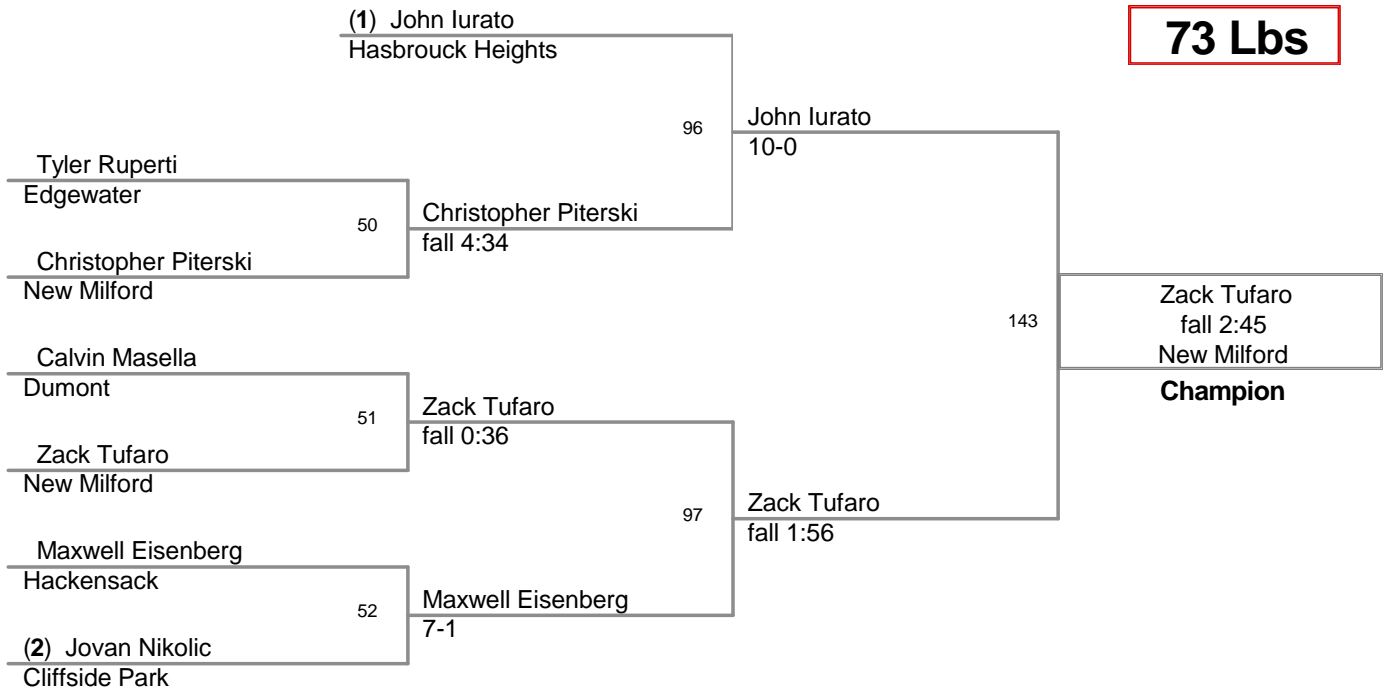 (1) John Iurato
Hasbrouck Heights
73 Lbs
96
John Iurato
10-0
Tyler Ruperti
Edgewater
50
Christopher Piterski
fall 4:34
Christopher Piterski
New Milford
Calvin Masella
Dumont
51
Zack Tufaro
fall 0:36
Zack Tufaro
New Milford
143
Zack Tufaro
fall 2:45
New Milford
Champion
97
Zack Tufaro
fall 1:56
Maxwell Eisenberg
Hackensack
52
Maxwell Eisenberg
7-1
(2) Jovan Nikolic
Cliffside Park